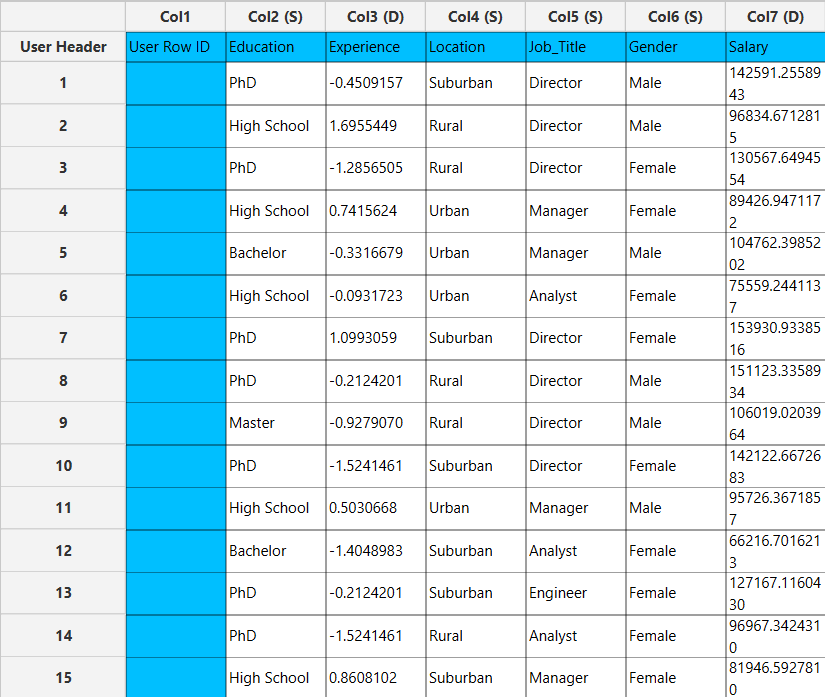 Col1 Col2 (S) Col3 (D) Col4 (S) Col5 (S) Col6 (S) Col7 (D)
User Header User Row ID Education Experience Location Job_Title Gender Salary
1 PhD -0.4509157 Suburban Director Male 142591.25589
43
2 High School 1.6955449 Rural Director Male 96834.671281
5
3 PhD -1.2856505 Rural Director Female 130567.64945
54
4 High School 0.7415624 Urban Manager Female 89426.947117
2
5 Bachelor -0.3316679 Urban Manager Male 104762.39852
02
6 High School -0.0931723 Urban Analyst Female 75559.244113
7
7 PhD 1.0993059 Suburban Director Female 153930.93385
16
8 PhD -0.2124201 Rural Director Male 151123.33589
34
9 Master -0.9279070 Rural Director Male 106019.02039
64
10 PhD -1.5241461 Suburban Director Female 142122.66726
83
11 High School 0.5030668 Urban Manager Male 95726.367185
7
12 Bachelor -1.4048983 Suburban Analyst Female 66216.701621
3
13 PhD -0.2124201 Suburban Engineer Female 127167.11604
30
14 PhD -1.5241461 Rural Analyst Female 96967.342431
0
15 High School 0.8608102 Suburban Manager Female 81946.592781
0